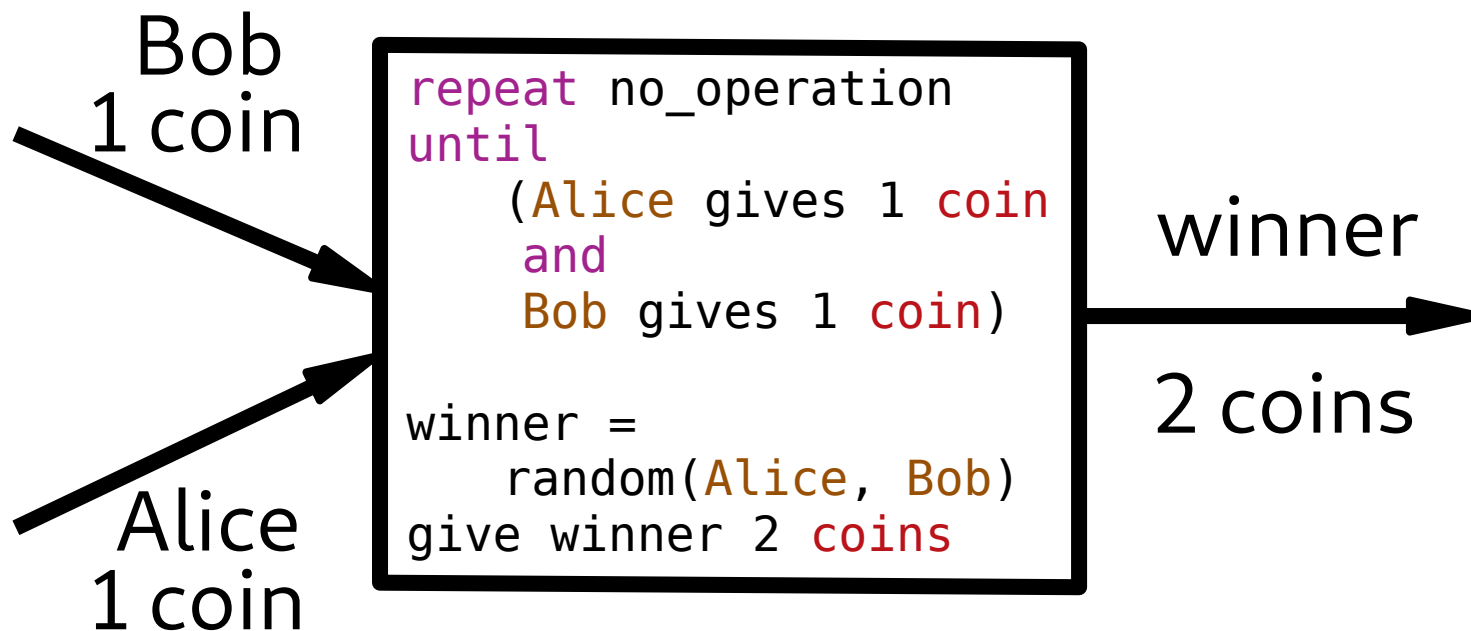 Bob
1 coin
repeat no_operation
until
(Alice gives 1 coin
and
Bob gives 1 coin)
winner =
random(Alice, Bob)
give winner 2 coins
Alice
1 coin
winner
2 coins